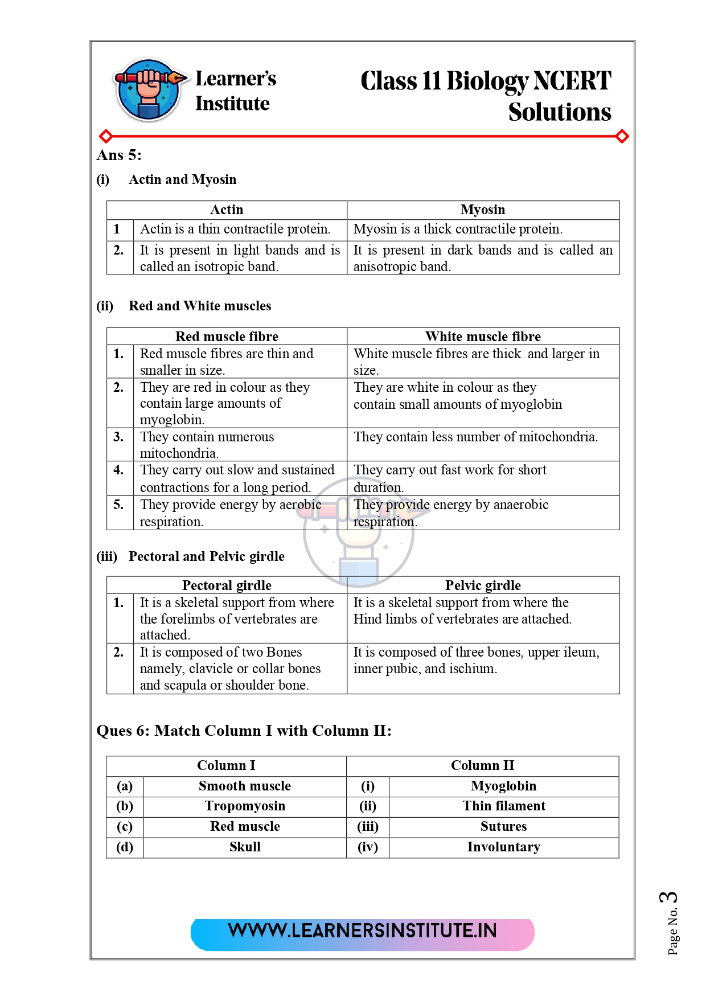 Learner's
Institute
Class 11 Biology NCERT
Solutions
Ans 5:
(i) Actin and Myosin
Actin Myosin
1 Actin is a thin contractile protein. Myosin is a thick contractile protein.
2. It is present in light bands and is It is present in dark bands and is called an
called an isotropic band. anisotropic band.
(ii) Red and White muscles
Red muscle fibre White muscle fibre
1. Red muscle fibres are thin and White muscle fibres are thick and larger in
smaller in size. size.
2. They are red in colour as they They are white in colour as they
contain large amounts of contain small amounts of myoglobin
myoglobin.
3. They contain numerous They contain less number of mitochondria.
mitochondria.
4. They carry out slow and sustained They carry out fast work for short
contractions for a long period. duration.
5. They provide energy by aerobic They provide energy by anaerobic
respiration. respiration.
(iii) Pectoral and Pelvic girdle
Pectoral girdle Pelvic girdle
1. It is a skeletal support from where It is a skeletal support from where the
the forelimbs of vertebrates are Hind limbs of vertebrates are attached.
attached.
2. It is composed of two Bones It is composed of three bones, upper ileum,
namely, clavicle or collar bones inner pubic, and ischium.
and scapula or shoulder bone.
Ques 6: Match Column I with Column II:
Column I Column II
(a) Smooth muscle (i) Myoglobin
(b) Tropomyosin (ii) Thin filament
(c) Red muscle (iii) Sutures
(d) Skull (iv) Involuntary
WWW.LEARNERSINSTITUTE.IN
Page No. 3